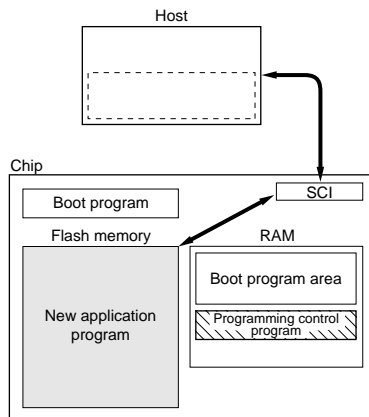 Host
Chip
SCI
Boot program
Flash memory
RAM
New application
program
Boot program area
Programming control
program